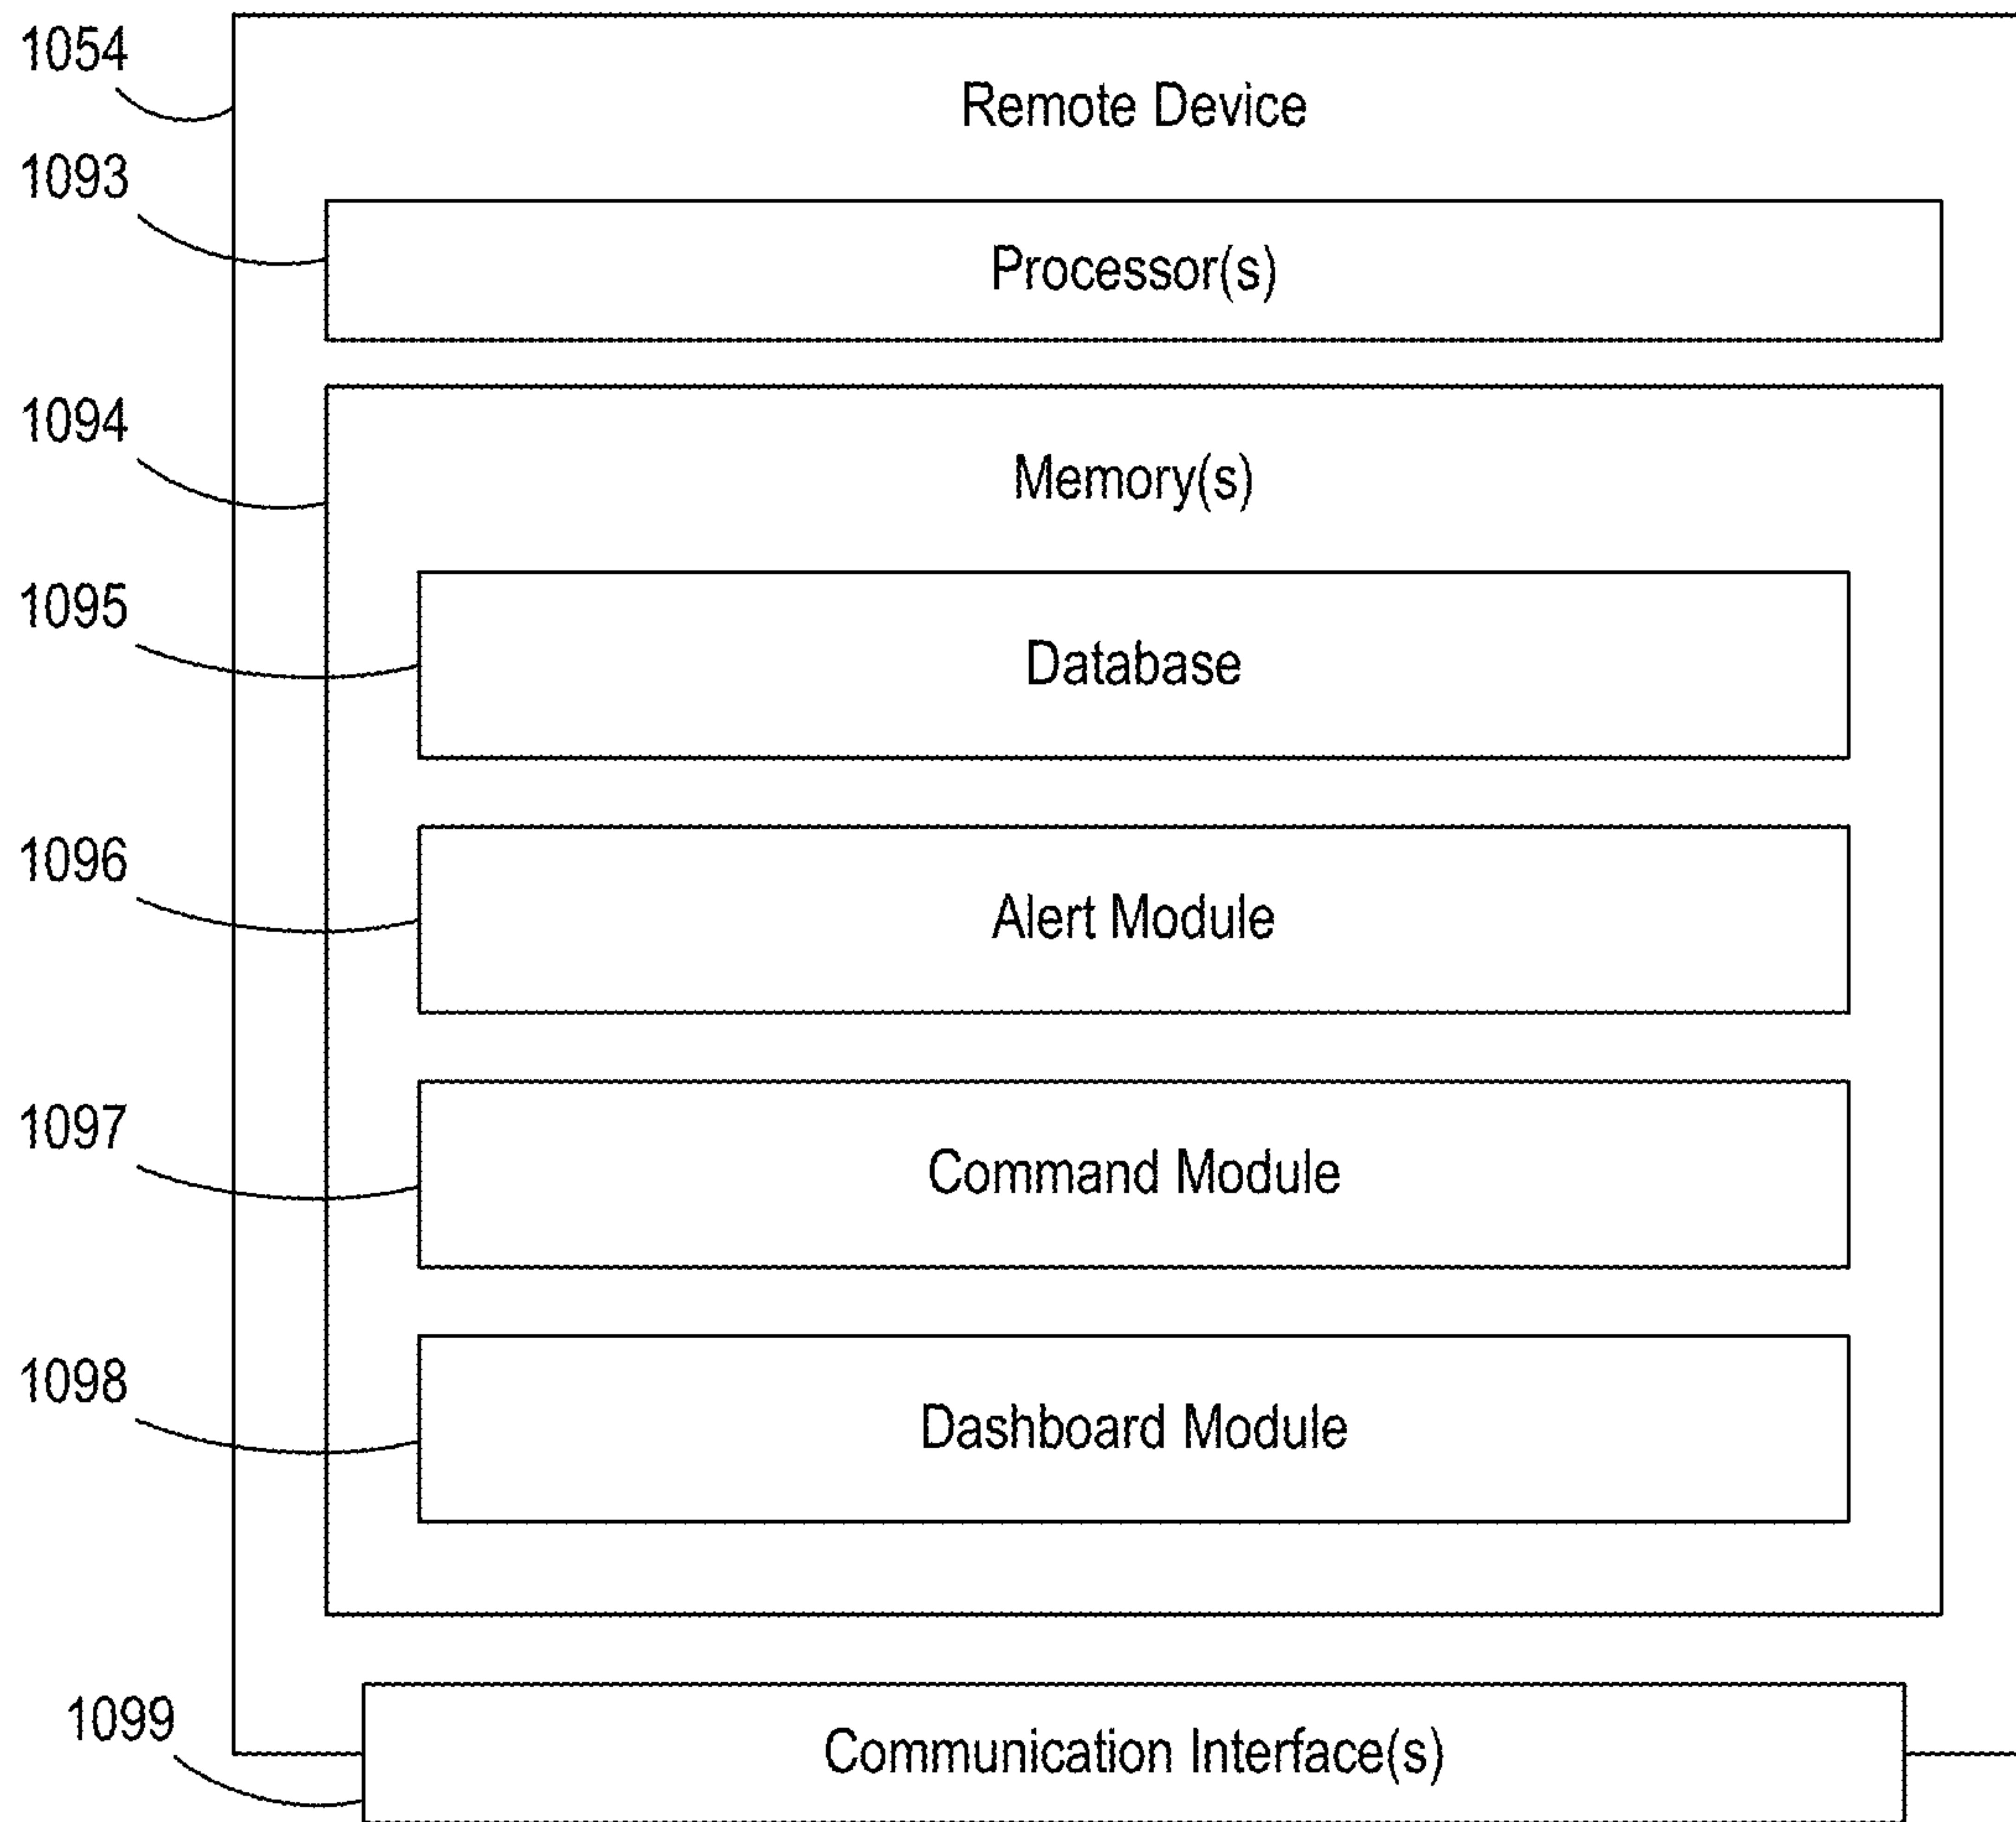 1054
Remote Device
1093
Processor(s)
1094
Memory(s)
1095
Database
1096
Alert Module
1097
Command Module
1098
Dashboard Module
1099
Communication Interface(s)